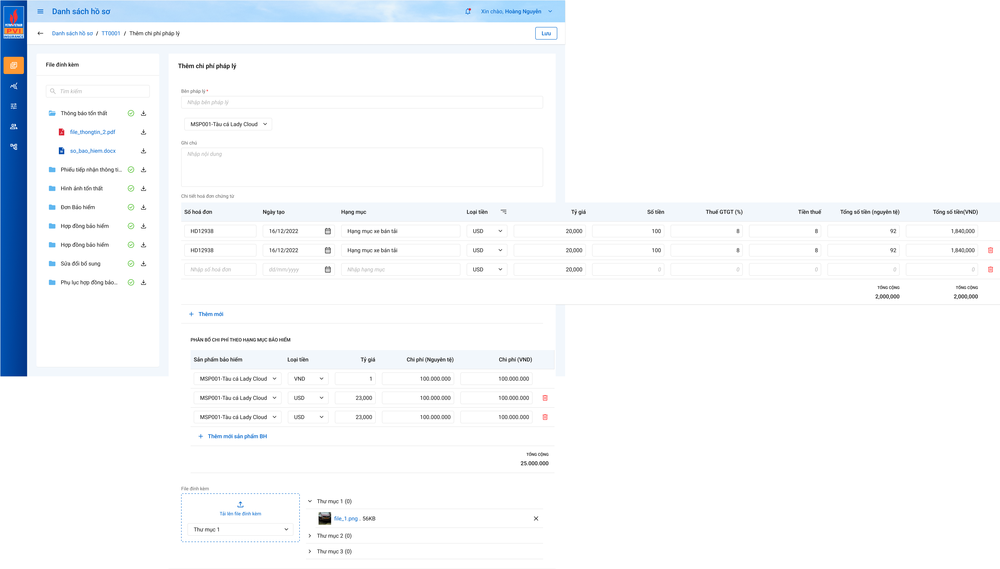 PETROVIETNAM
PVI
INSURANCE
Danh sách hồ sơ
Xin chào, Hoàng Nguyễn
Danh sách hồ sơ / TT0001 / Thêm chi phí pháp lý
Lưu
File đính kèm
Tìm kiếm
Thông báo tổn thất
file_thongtin_2.pdf
so_bao_hiem.docx
Phiếu tiếp nhận thông ti...
Hình ảnh tổn thất
Đơn Bảo hiểm
Hợp đồng bảo hiểm
Hợp đồng bảo hiểm
Sửa đổi bổ sung
Phụ lục hợp đồng bảo...
Thêm chi phí pháp lý
Bên pháp lý *
Nhập bên pháp lý
MSP001-Tàu cá Lady Cloud
Ghi chú
Nhập nội dung
Chi tiết hoá đơn chứng từ
Số hoá đơn Ngày tạo Hạng mục Loại tiền Tỷ giá Số tiền Thuế GTGT (%) Tiền thuế Tổng số tiền (nguyên tệ) Tổng số tiền(VND)
HD12938 16/12/2022 Hạng mục xe bán tải USD 20,000 100 8 8 92 1,840,000
HD12938 16/12/2022 Hạng mục xe bán tải USD 20,000 100 8 8 92 1,840,000
Nhập số hoá đơn dd/mm/yyyy Nhập hạng mục USD 20,000 0 0 0 0 0
TỔNG CỘNG TỔNG CỘNG
2,000,000 2,000,000
Thêm mới
PHÂN BỔ CHI PHÍ THEO HẠNG MỤC BẢO HIỂM
Sản phẩm bảo hiểm Loại tiền Tỷ giá Chi phí (Nguyên tệ) Chi phí (VND)
MSP001-Tàu cá Lady Cloud VND 1 100.000.000 100.000.000
MSP001-Tàu cá Lady Cloud USD 23,000 100.000.000 100.000.000
MSP001-Tàu cá Lady Cloud USD 23,000 100.000.000 100.000.000
Thêm mới sản phẩm BH
TỔNG CỘNG
25.000.000
File đính kèm
Tải lên file đính kèm
Thư mục 1
Thư mục 1 (0)
file_1.png . 56KB
Thư mục 2 (0)
Thư mục 3 (0)